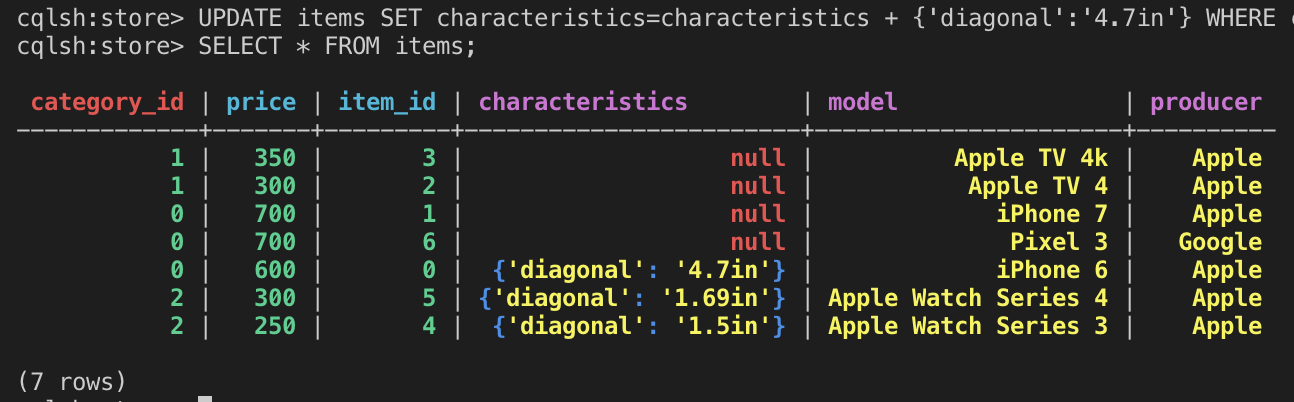 cqlsh:store> UPDATE items SET characteristics=characteristics + {'diagonal':'4.7in'} WHERE
cqlsh:store> SELECT * FROM items;
category_id | price | item_id | characteristics | model | producer
-------------+-------+---------+------------------------+----------------------+----------
1 | 350 | 3 | null | Apple TV 4k | Apple
1 | 300 | 2 | null | Apple TV 4 | Apple
0 | 700 | 1 | null | iPhone 7 | Apple
0 | 700 | 6 | null | Pixel 3 | Google
0 | 600 | 0 | {'diagonal': '4.7in'} | iPhone 6 | Apple
2 | 300 | 5 | {'diagonal': '1.69in'} | Apple Watch Series 4 | Apple
2 | 250 | 4 | {'diagonal': '1.5in'} | Apple Watch Series 3 | Apple
(7 rows)